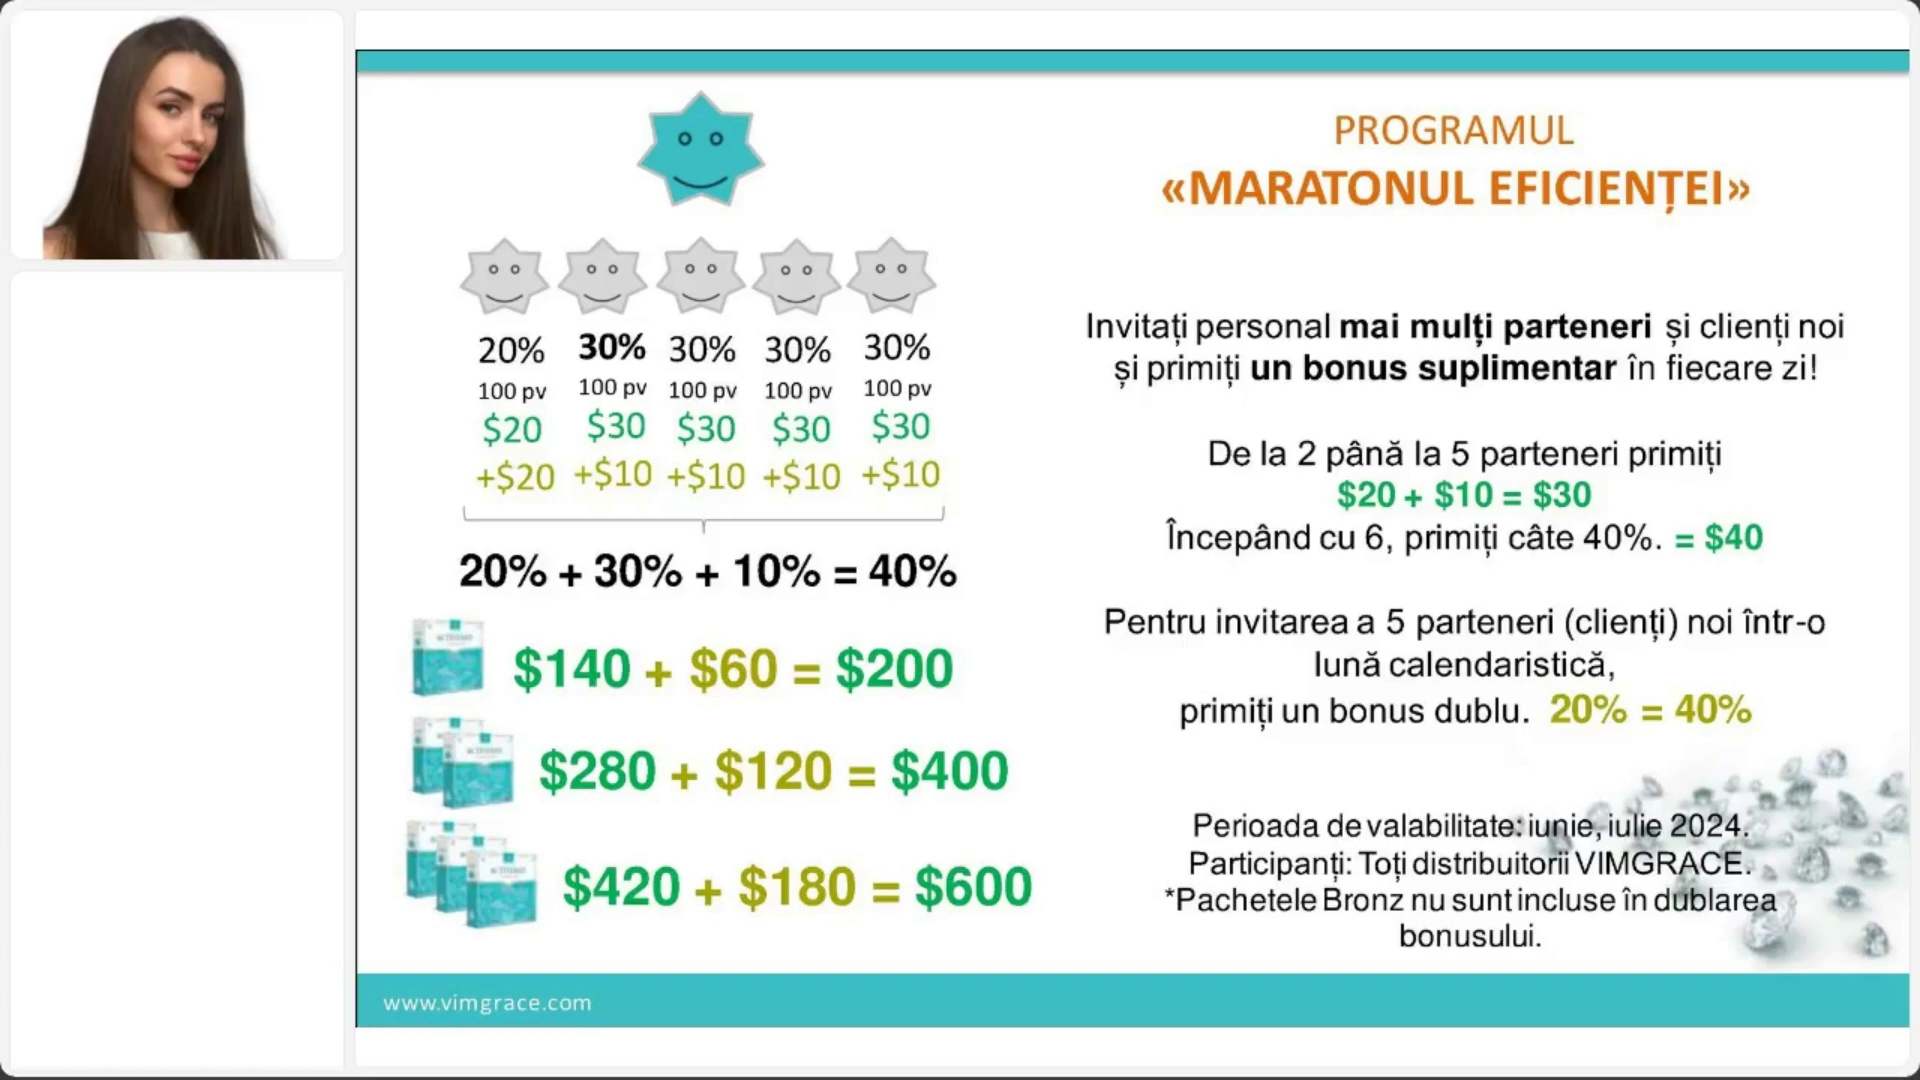 PROGRAMUL
«MARATONUL EFICIENȚEI»
20% 30% 30% 30% 30%
100 pv 100 pv 100 pv 100 pv 100 pv
$20 $30 $30 $30 $30
+$20 +$10 +$10 +$10 +$10
20% + 30% + 10% = 40%
$140 + $60 = $200
$280 + $120 = $400
$420 + $180 = $600
Invitați personal mai mulți parteneri și clienți noi
și primiți un bonus suplimentar în fiecare zi!
De la 2 până la 5 parteneri primiți
$20 + $10 = $30
Începând cu 6, primiți câte 40%. = $40
Pentru invitarea a 5 parteneri (clienți) noi într-o
lună calendaristică,
primiți un bonus dublu. 20% = 40%
Perioada de valabilitate: iunie, iulie 2024.
Participanți: Toți distribuitorii VIMGRACE.
*Pachetele Bronz nu sunt incluse în dublarea
bonusului.
www.vimgrace.com